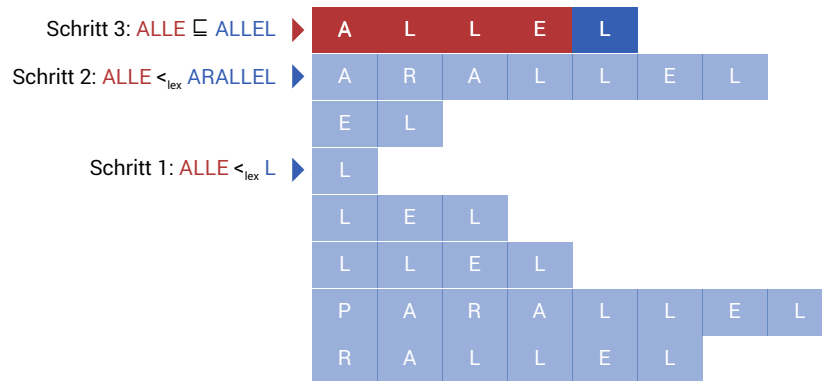 Schritt 3: ALLE ⊑ ALLEL A L L E L
Schritt 2: ALLE <lex ARALLEL A R A L L E L
E L
Schritt 1: ALLE <lex L L
L E L
L L E L
P A R A L L E L
R A L L E L